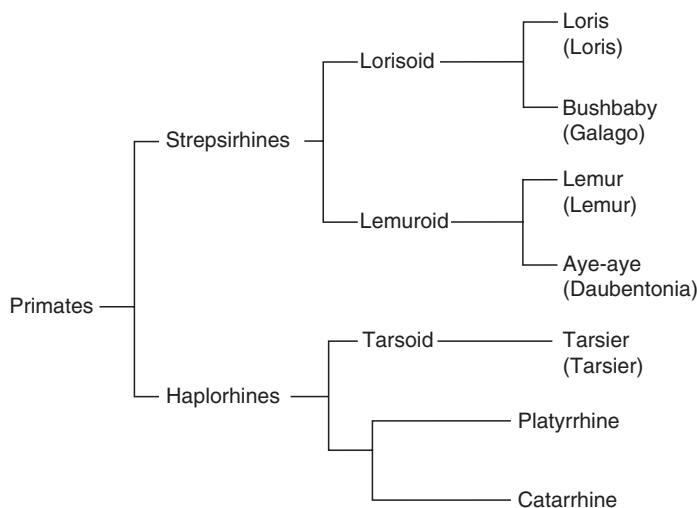 Loris
(Loris)
Lorisoid
Bushbaby
(Galago)
Strepsirhines
Lemur
(Lemur)
Lemuroid
Aye-aye
(Daubentonia)
Primates
Tarsoid
Tarsier
(Tarsier)
Haplorhines
Platyrrhine
Catarrhine